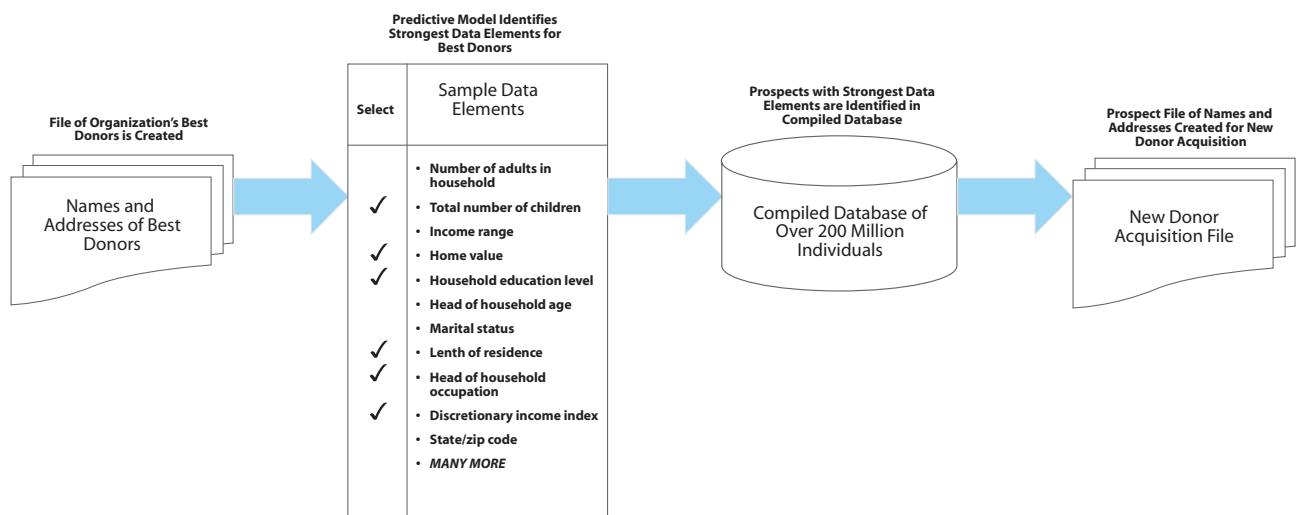 File of Organization's Best
Donors is Created
Names and
Addresses of Best
Donors
Predictive Model Identifies
Strongest Data Elements for
Best Donors
Select
Sample Data
Elements
• Number of adults in
household
✓ • Total number of children
• Income range
✓ • Home value
✓ • Household education level
• Head of household age
• Marital status
✓ • Lenth of residence
✓ • Head of household
occupation
✓ • Discretionary income index
• State/zip code
• MANY MORE
Prospects with Strongest Data
Elements are Identified in
Compiled Database
Compiled Database of
Over 200 Million
Individuals
Prospect File of Names and
Addresses Created for New
Donor Acquisition
New Donor
Acquisition File